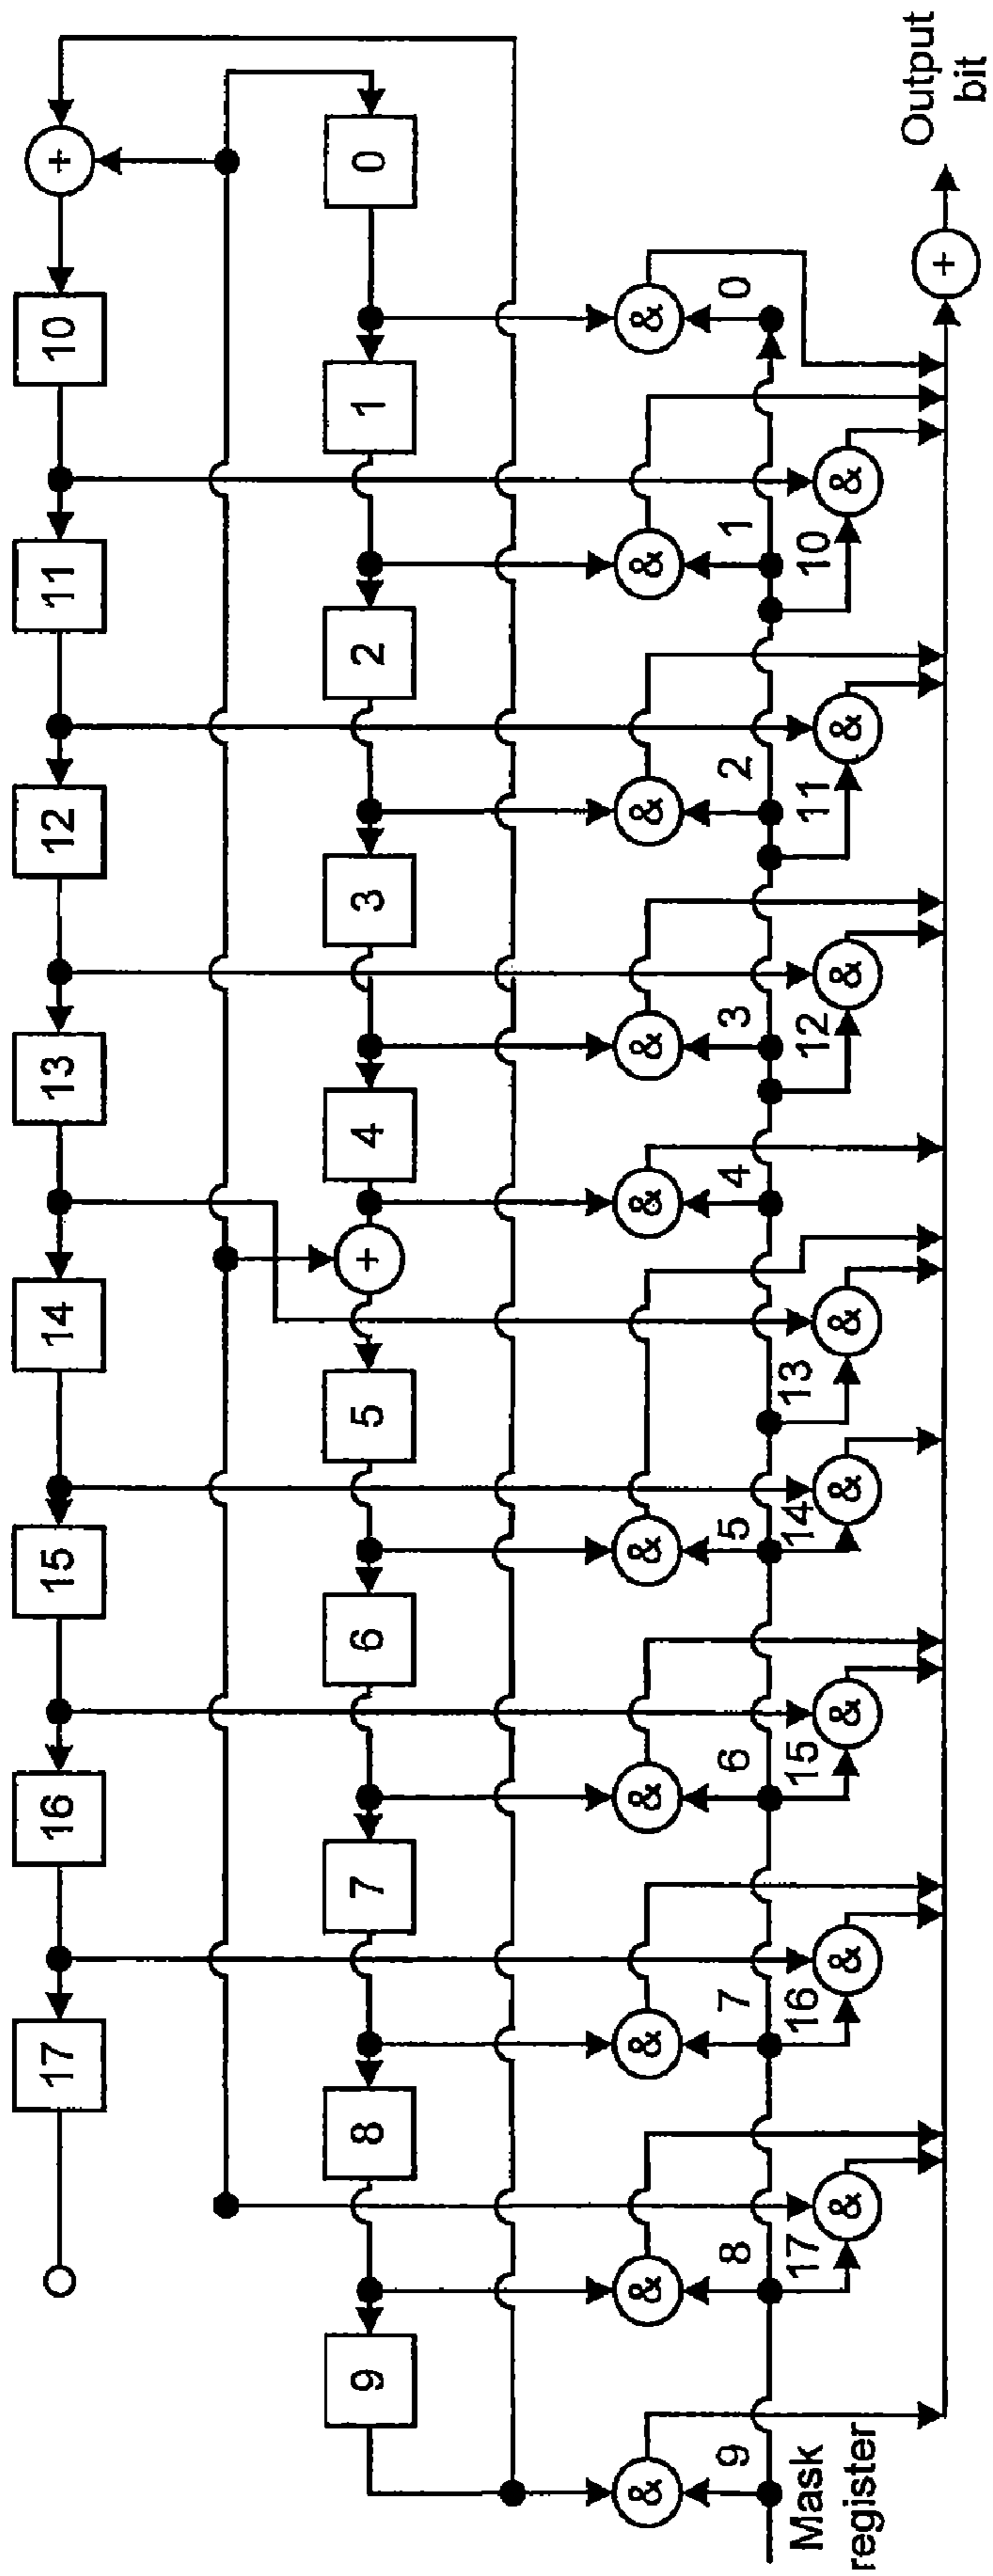 17 16 15 14 13 12 11 10 +
9 8 7 6 5 + 4 3 2 1 0
& & & & & & & & & &
9 8 7 6 5 4 3 2 1 0
Mask
register
17 16 15 14 13 12 11 10
& & & & & & & &
+
Output
bit